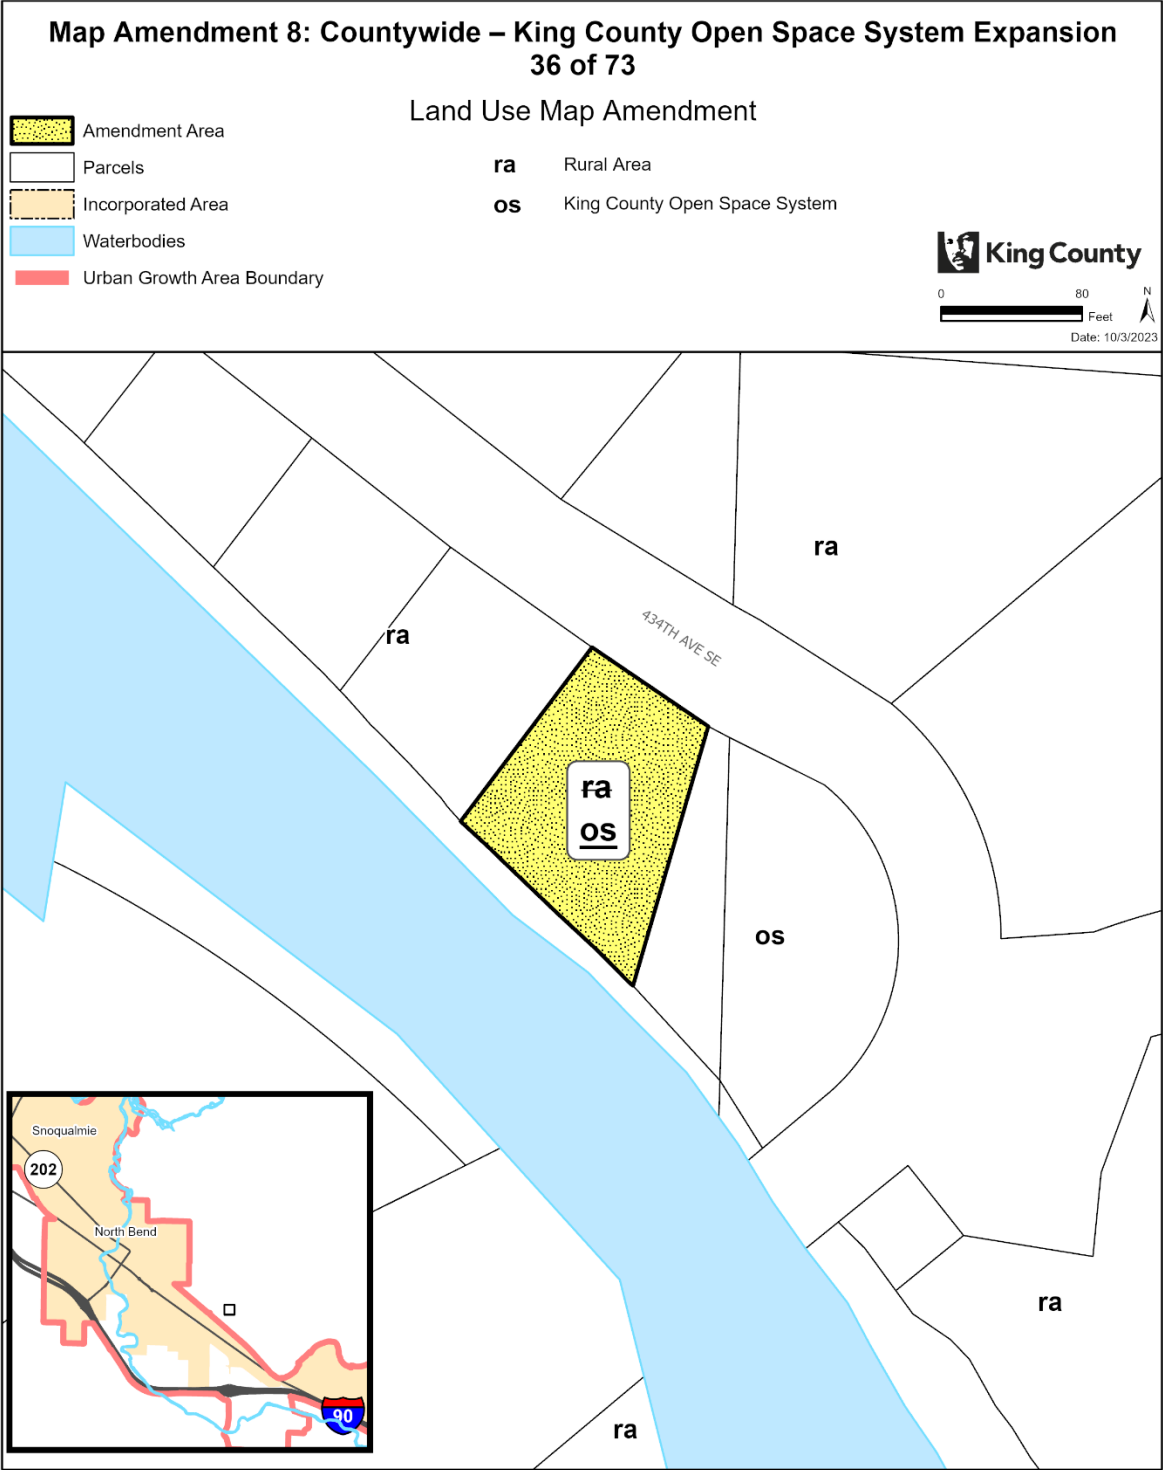 Map Amendment 8: Countywide – King County Open Space System Expansion
36 of 73
Land Use Map Amendment
Amendment Area
Parcels
Incorporated Area
Waterbodies
Urban Growth Area Boundary
ra Rural Area
os King County Open Space System
King County
0 80
Feet
N
Date: 10/3/2023
ra
434TH AVE SE
ra
ra
os
os
ra
ra
Snoqualmie
202
North Bend
90